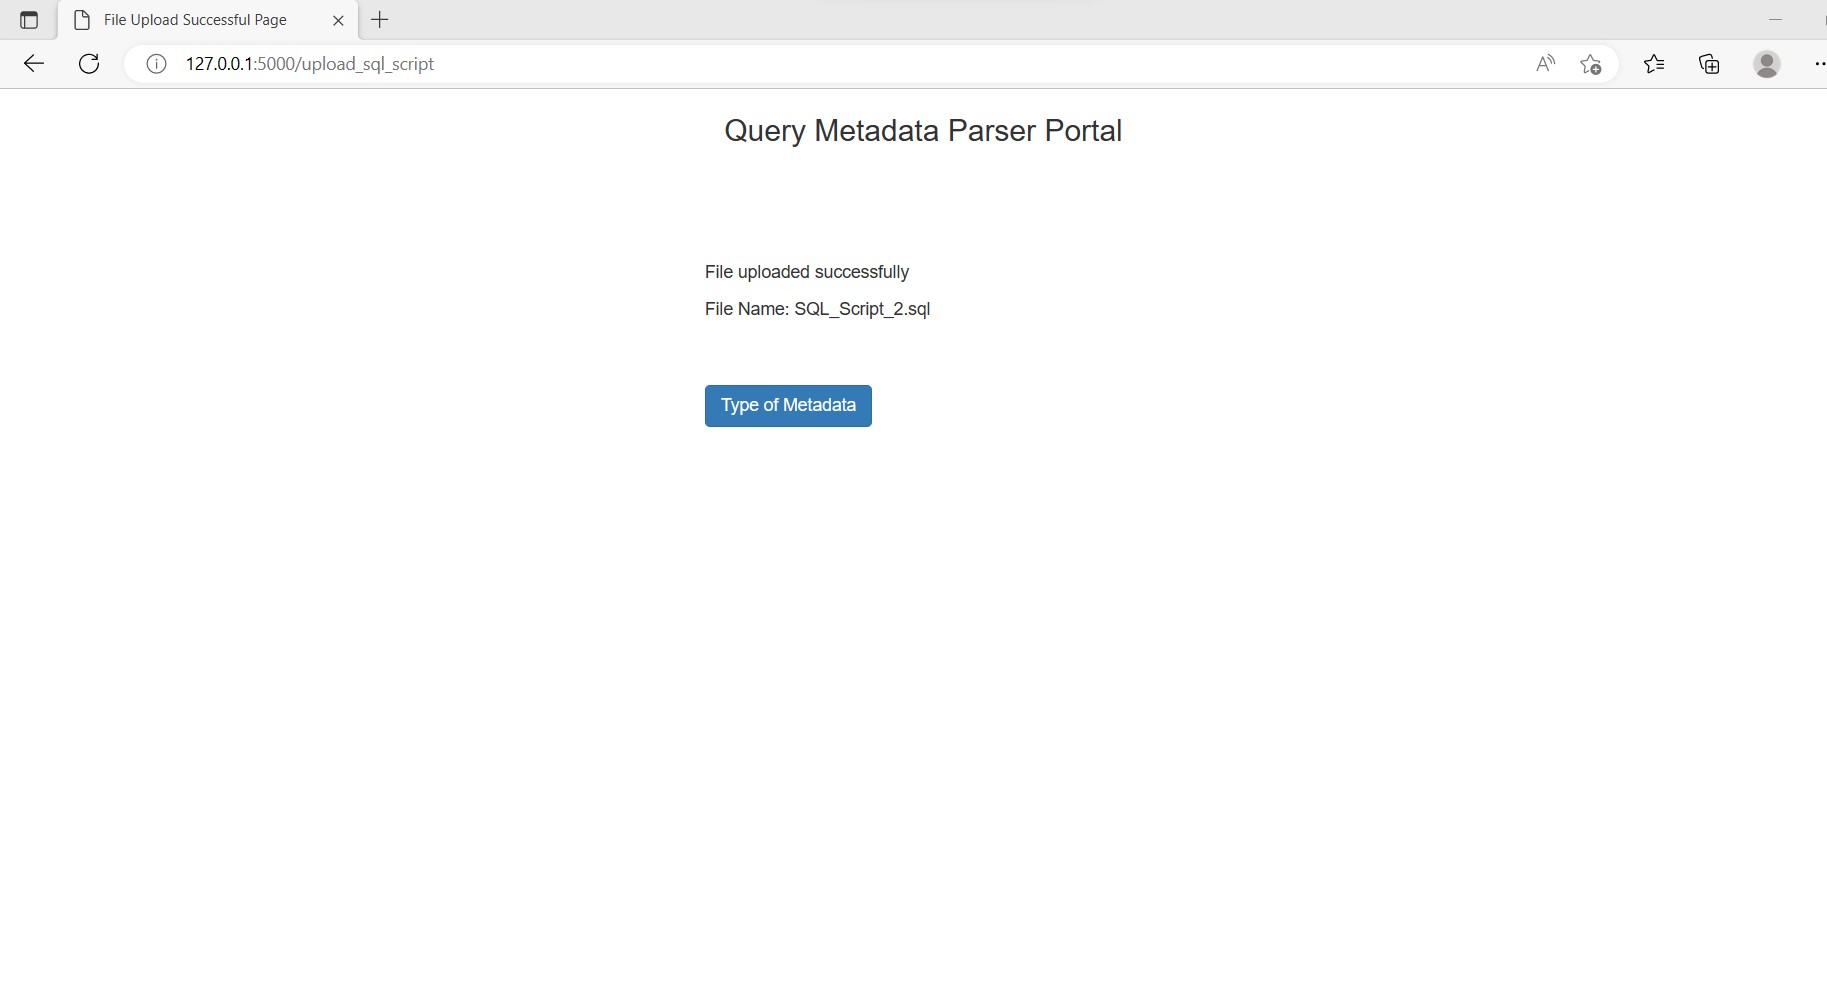 File Upload Successful Page
127.0.0.1:5000/upload_sql_script
Query Metadata Parser Portal
File uploaded successfully
File Name: SQL_Script_2.sql
Type of Metadata